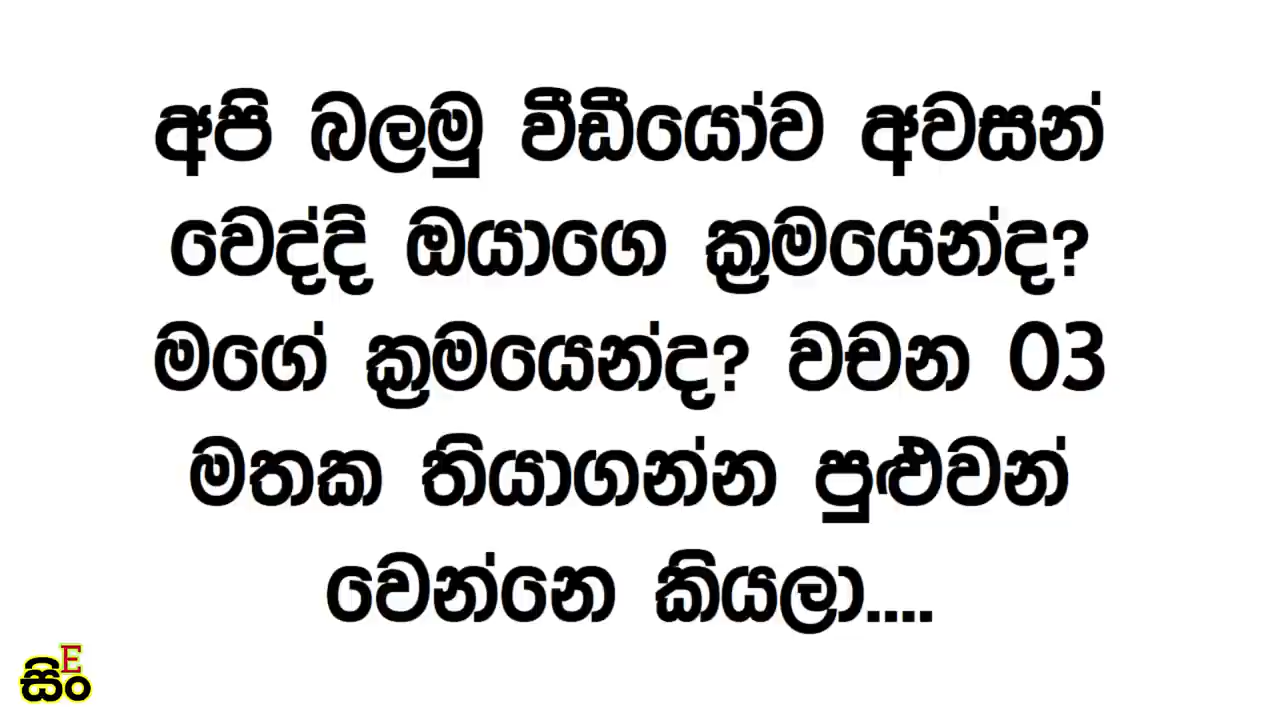 අපි බලමු වීඩියෝව අවසන්
වෙද්දි ඔයාගෙ ක්‍රමයෙන්ද?
මගේ ක්‍රමයෙන්ද? වචන 03
මතක තියාගන්න පුළුවන්
වෙන්නෙ කියලා....
E
සිං